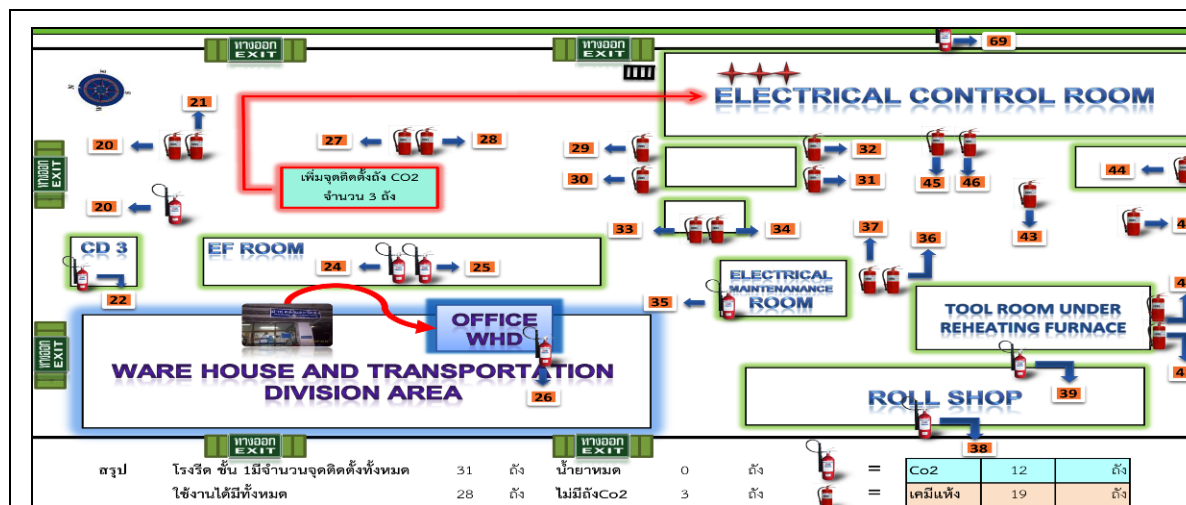 ทางออก
EXIT
ทางออก
EXIT
69
ELECTRICAL CONTROL ROOM
21
20
27
28
29
32
44
เพิ่มจุดติดตั้งถัง CO2
จำนวน 3 ถัง
30
31
45
46
ทางออก
EXIT
20
33
34
37
36
43
CD 3
EF ROOM
24
25
22
ELECTRICAL
MAINTENANANCE
ROOM
35
TOOL ROOM UNDER
REHEATING FURNACE
OFFICE
WHD
ทางออก
EXIT
WARE HOUSE AND TRANSPORTATION
DIVISION AREA
26
39
ROLL SHOP
38
ทางออก
EXIT
ทางออก
EXIT
สรุป โรงรีด ชั้น 1มีจำนวนจุดติดตั้งทั้งหมด 31 ถัง น้ำยาหมด 0 ถัง = Co2 12 ถัง
ใช้งานได้มีทั้งหมด 28 ถัง ไม่มีถังCo2 3 ถัง = เคมีแห้ง 19 ถัง